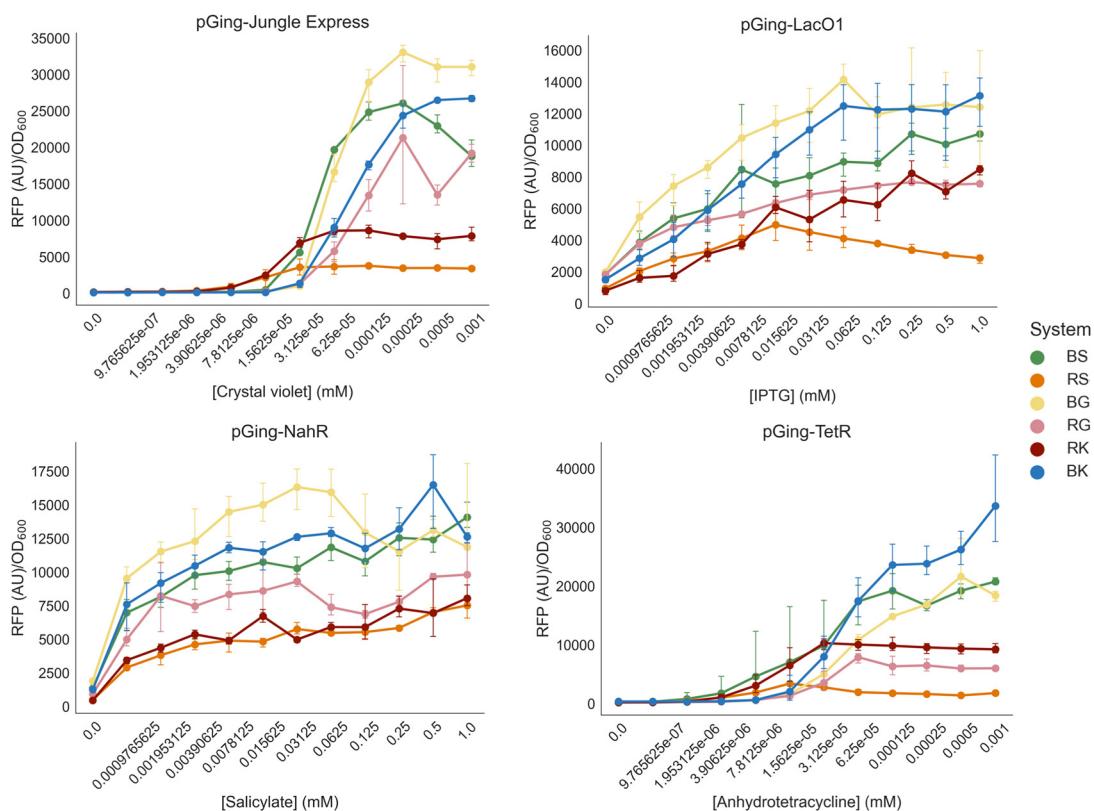 pGing-Jungle Express
35000
30000
25000
20000
15000
10000
5000
0
RFP (AU)/OD600
0.0
9.765625e-07
1.953125e-06
3.90625e-06
7.8125e-06
1.5625e-05
3.125e-05
6.25e-05
0.000125
0.00025
0.0005
0.001
[Crystal violet] (mM)
pGing-LacO1
16000
14000
12000
10000
8000
6000
4000
2000
0
RFP (AU)/OD600
0.0
0.0009765625
0.001953125
0.00390625
0.0078125
0.015625
0.03125
0.0625
0.125
0.25
0.5
1.0
[IPTG] (mM)
System
BS
RS
BG
RG
RK
BK
pGing-NahR
17500
15000
12500
10000
7500
5000
2500
0
RFP (AU)/OD600
0.0
0.0009765625
0.001953125
0.00390625
0.0078125
0.015625
0.03125
0.0625
0.125
0.25
0.5
1.0
[Salicylate] (mM)
pGing-TetR
40000
30000
20000
10000
0
RFP (AU)/OD600
0.0
9.765625e-07
1.953125e-06
3.90625e-06
7.8125e-06
1.5625e-05
3.125e-05
6.25e-05
0.000125
0.00025
0.0005
0.001
[Anhydrotetracycline] (mM)